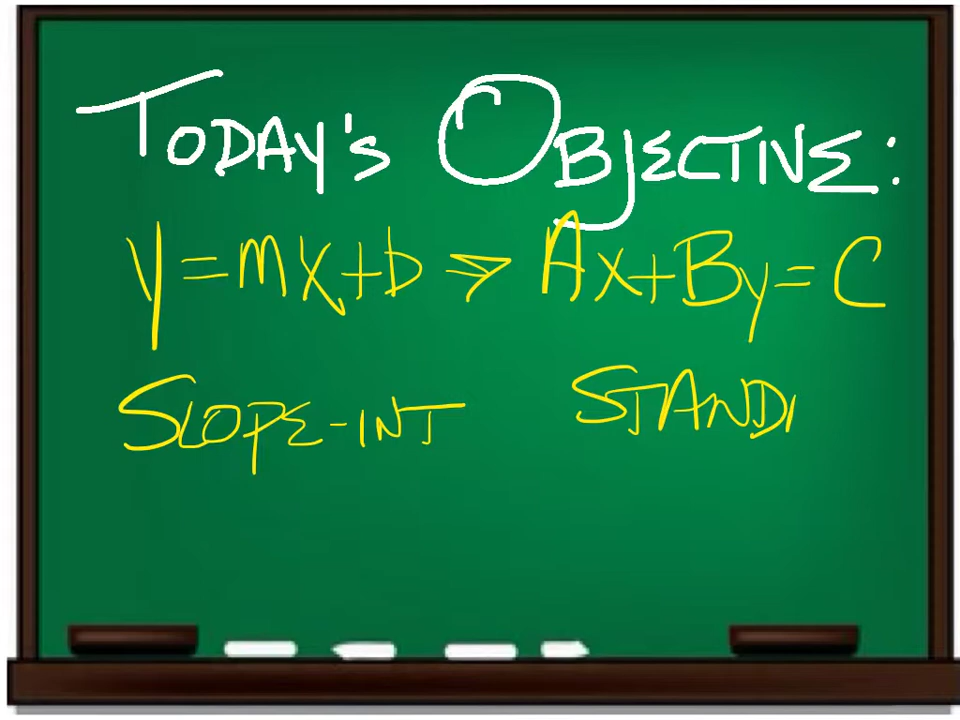 TODAY'S OBJECTIVE:
y=mx+b ⇒ Ax+By=C
SLOPE-INT STAND